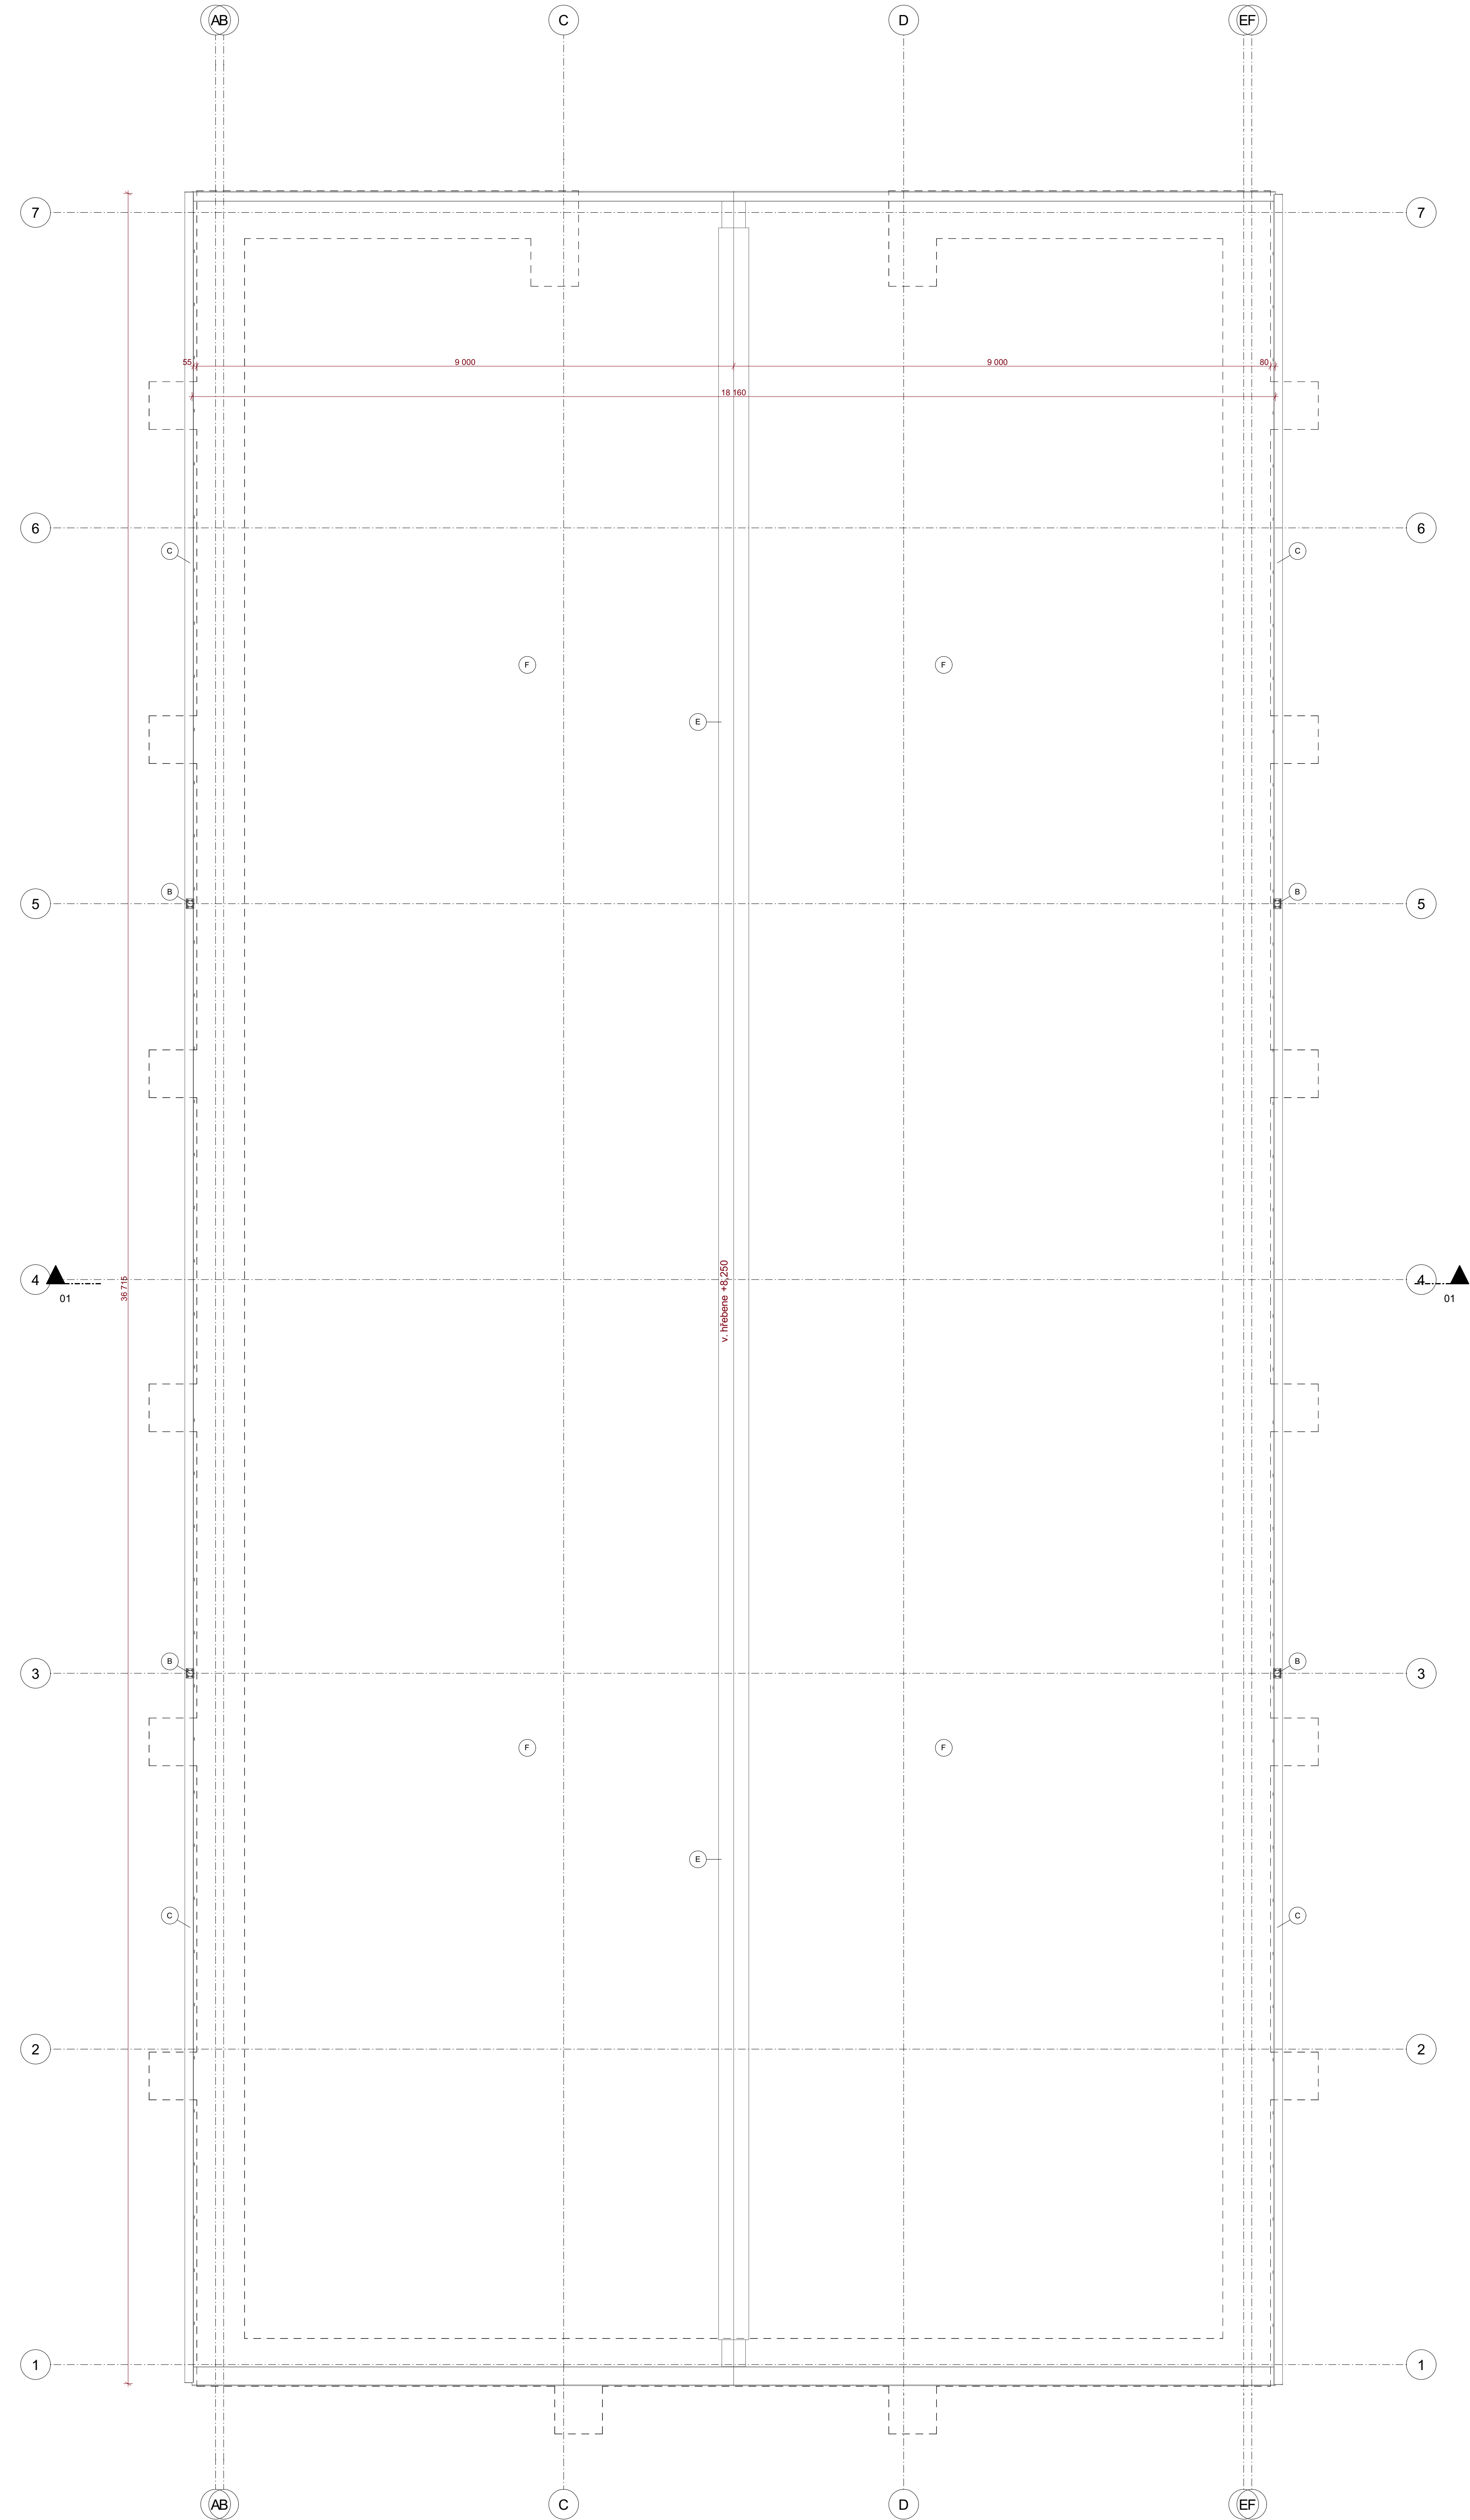 AB C D EF
7 7
55 9 000 9 000 80
18 160
6 6
C C
F F
E
B B
5 5
v. hřebene +8,250
36 715
4 4
01 01
B B
3 3
F F
E
C C
2 2
1 1
AB C D EF